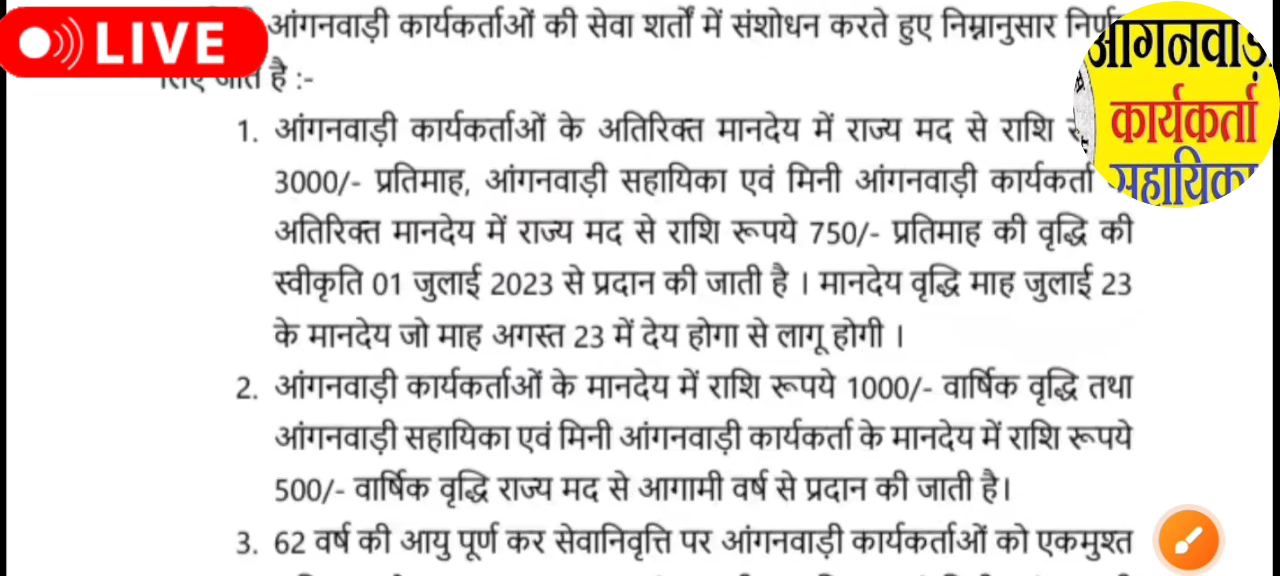 LIVE
आंगनवाड़ी कार्यकर्ताओं की सेवा शर्तों में संशोधन करते हुए निम्नानुसार
है :-
आंगनवाड़ी
कार्यकर्ता
सहायिका
1. आंगनवाड़ी कार्यकर्ताओं के अतिरिक्त मानदेय में राज्य मद से राशि
3000/- प्रतिमाह, आंगनवाड़ी सहायिका एवं मिनी आंगनवाड़ी कार्यकर्ता
अतिरिक्त मानदेय में राज्य मद से राशि रूपये 750/- प्रतिमाह की वृद्धि की
स्वीकृति 01 जुलाई 2023 से प्रदान की जाती है । मानदेय वृद्धि माह जुलाई 23
के मानदेय जो माह अगस्त 23 में देय होगा से लागू होगी ।
2. आंगनवाड़ी कार्यकर्ताओं के मानदेय में राशि रूपये 1000/- वार्षिक वृद्धि तथा
आंगनवाड़ी सहायिका एवं मिनी आंगनवाड़ी कार्यकर्ता के मानदेय में राशि रूपये
500/- वार्षिक वृद्धि राज्य मद से आगामी वर्ष से प्रदान की जाती है।
3. 62 वर्ष की आयु पूर्ण कर सेवानिवृत्ति पर आंगनवाड़ी कार्यकर्ताओं को एकमुश्त